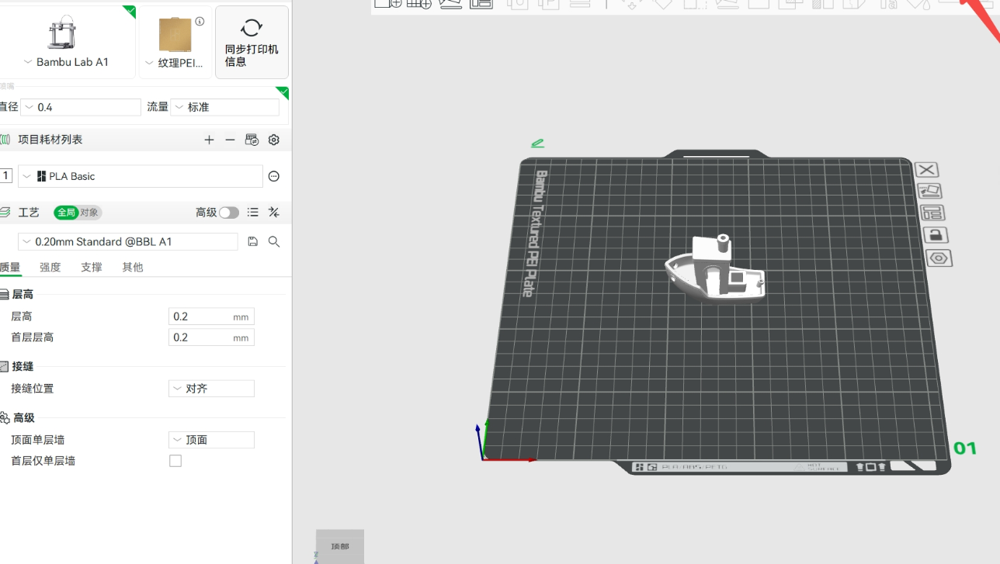 Bambu Lab A1
纹理PEI...
同步打印机
信息
喷嘴
直径
0.4
流量
标准
项目耗材列表
1
PLA Basic
工艺
全局
对象
高级
0.20mm Standard @BBL A1
质量
强度
支撑
其他
层高
层高
0.2
mm
首层层高
0.2
mm
接缝
接缝位置
对齐
高级
顶面单层墙
顶面
首层仅单层墙
Bambu Textured PEI Plate
PLA/ABS/PETG
HOT
SURFACE
01
顶部